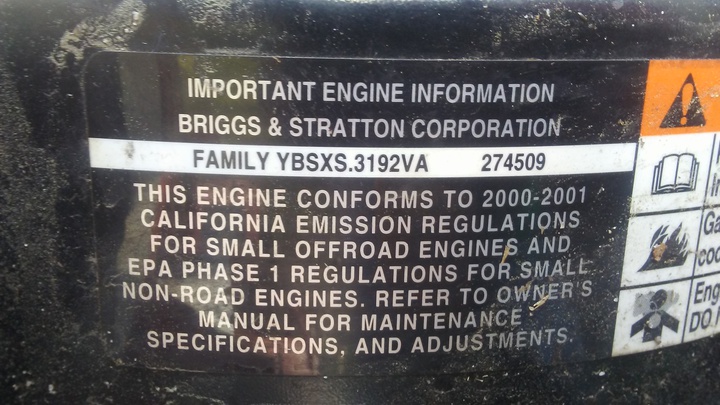 IMPORTANT ENGINE INFORMATION
BRIGGS & STRATTON CORPORATION
FAMILY YBSXS.3192VA 274509
THIS ENGINE CONFORMS TO 2000-2001
CALIFORNIA EMISSION REGULATIONS
FOR SMALL OFFROAD ENGINES AND
EPA PHASE 1 REGULATIONS FOR SMALL
NON-ROAD ENGINES. REFER TO OWNER'S
MANUAL FOR MAINTENANCE
SPECIFICATIONS, AND ADJUSTMENTS.
DO